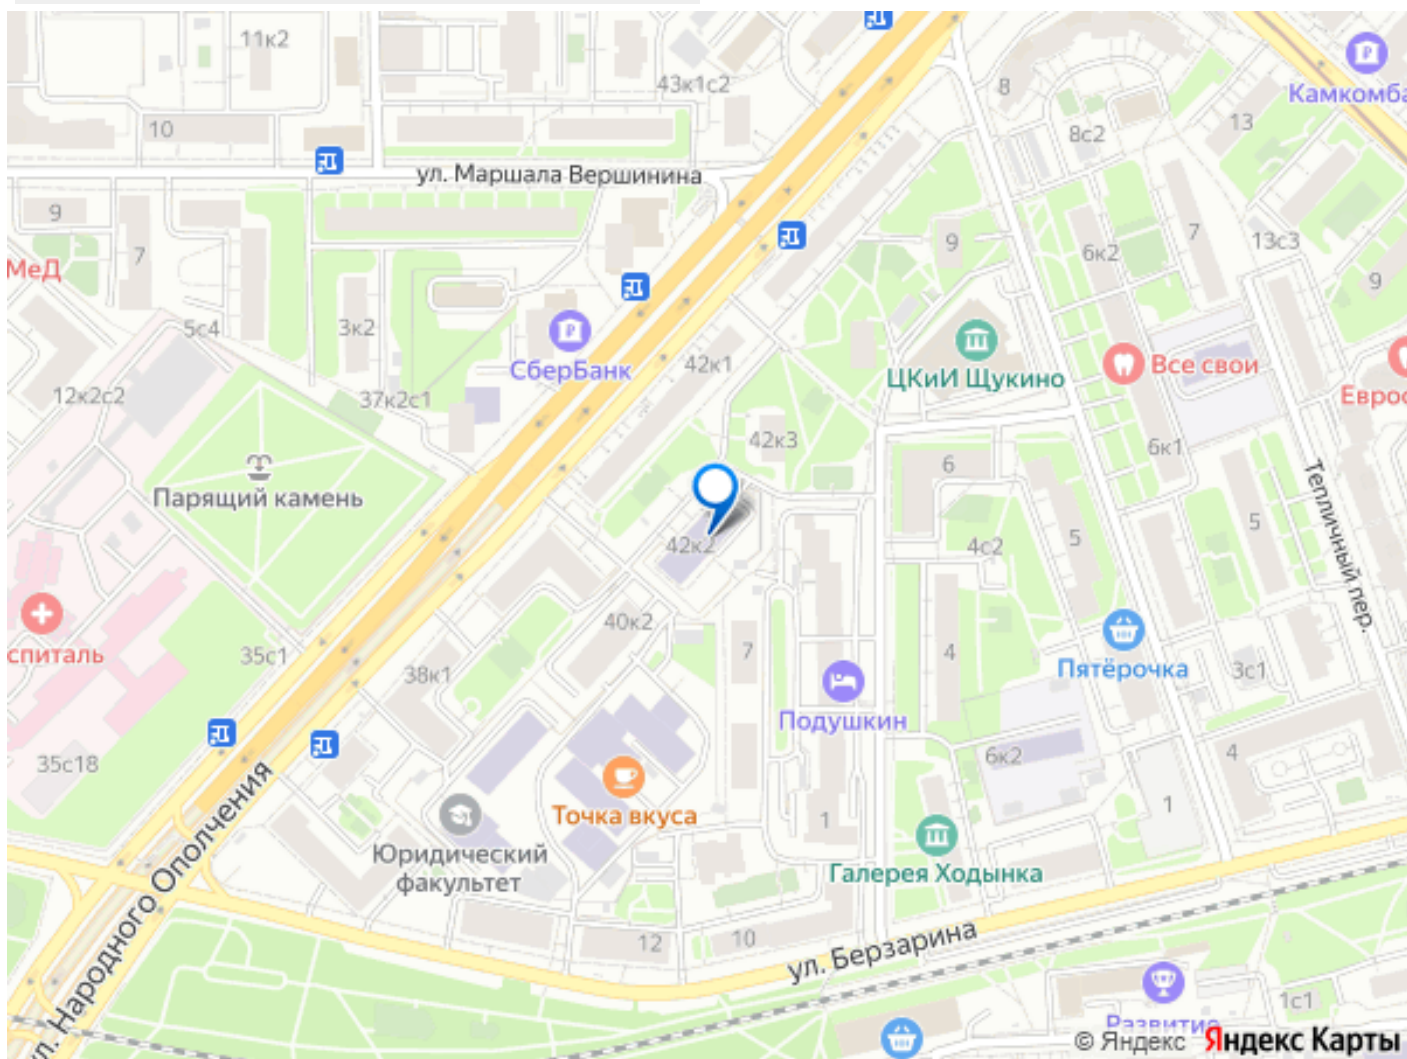 11к2
43к1с2
8
Камкомба
10
8с2
13
ул. Маршала Вершинина
9
7
9
6к2
7
13с3
9
МеД
5с4
3к2
СберБанк
42к1
ЦКиИ Щукино
Все свои
Еврос
12к2с2
37к2с1
42к3
6
6к1
Парящий камень
42к2
4с2
5
5
Тепличный пер.
спиталь
35с1
38к1
40к2
7
4
Пятёрочка
3с1
Подушкин
35с18
6к2
4
Точка вкуса
1
1
Юридический
факультет
Галерея Ходынка
12
10
ул. Берзарина
ул. Народного Ополчения
1с1
Развитие
© Яндекс Яндекс Карты